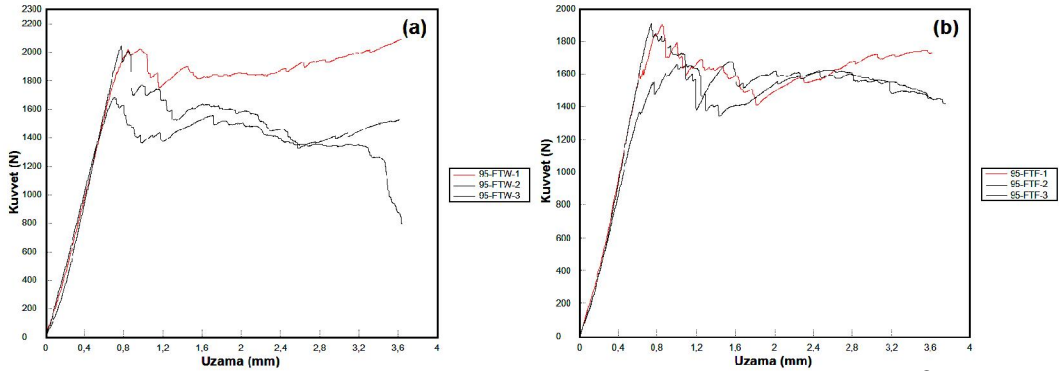 (a)
Kuvvet (N)
2300
2200
2000
1800
1600
1400
1200
1000
800
600
400
200
0
0 0,4 0,8 1,2 1,6 2 2,4 2,8 3,2 3,6 4
Uzama (mm)
95-FTW-1
95-FTW-2
95-FTW-3
(b)
Kuvvet (N)
2000
1800
1600
1400
1200
1000
800
600
400
200
0
0 0,4 0,8 1,2 1,6 2 2,4 2,8 3,2 3.6 4
Uzama (mm)
95-FTF-1
95-FTF-2
95-FTF-3